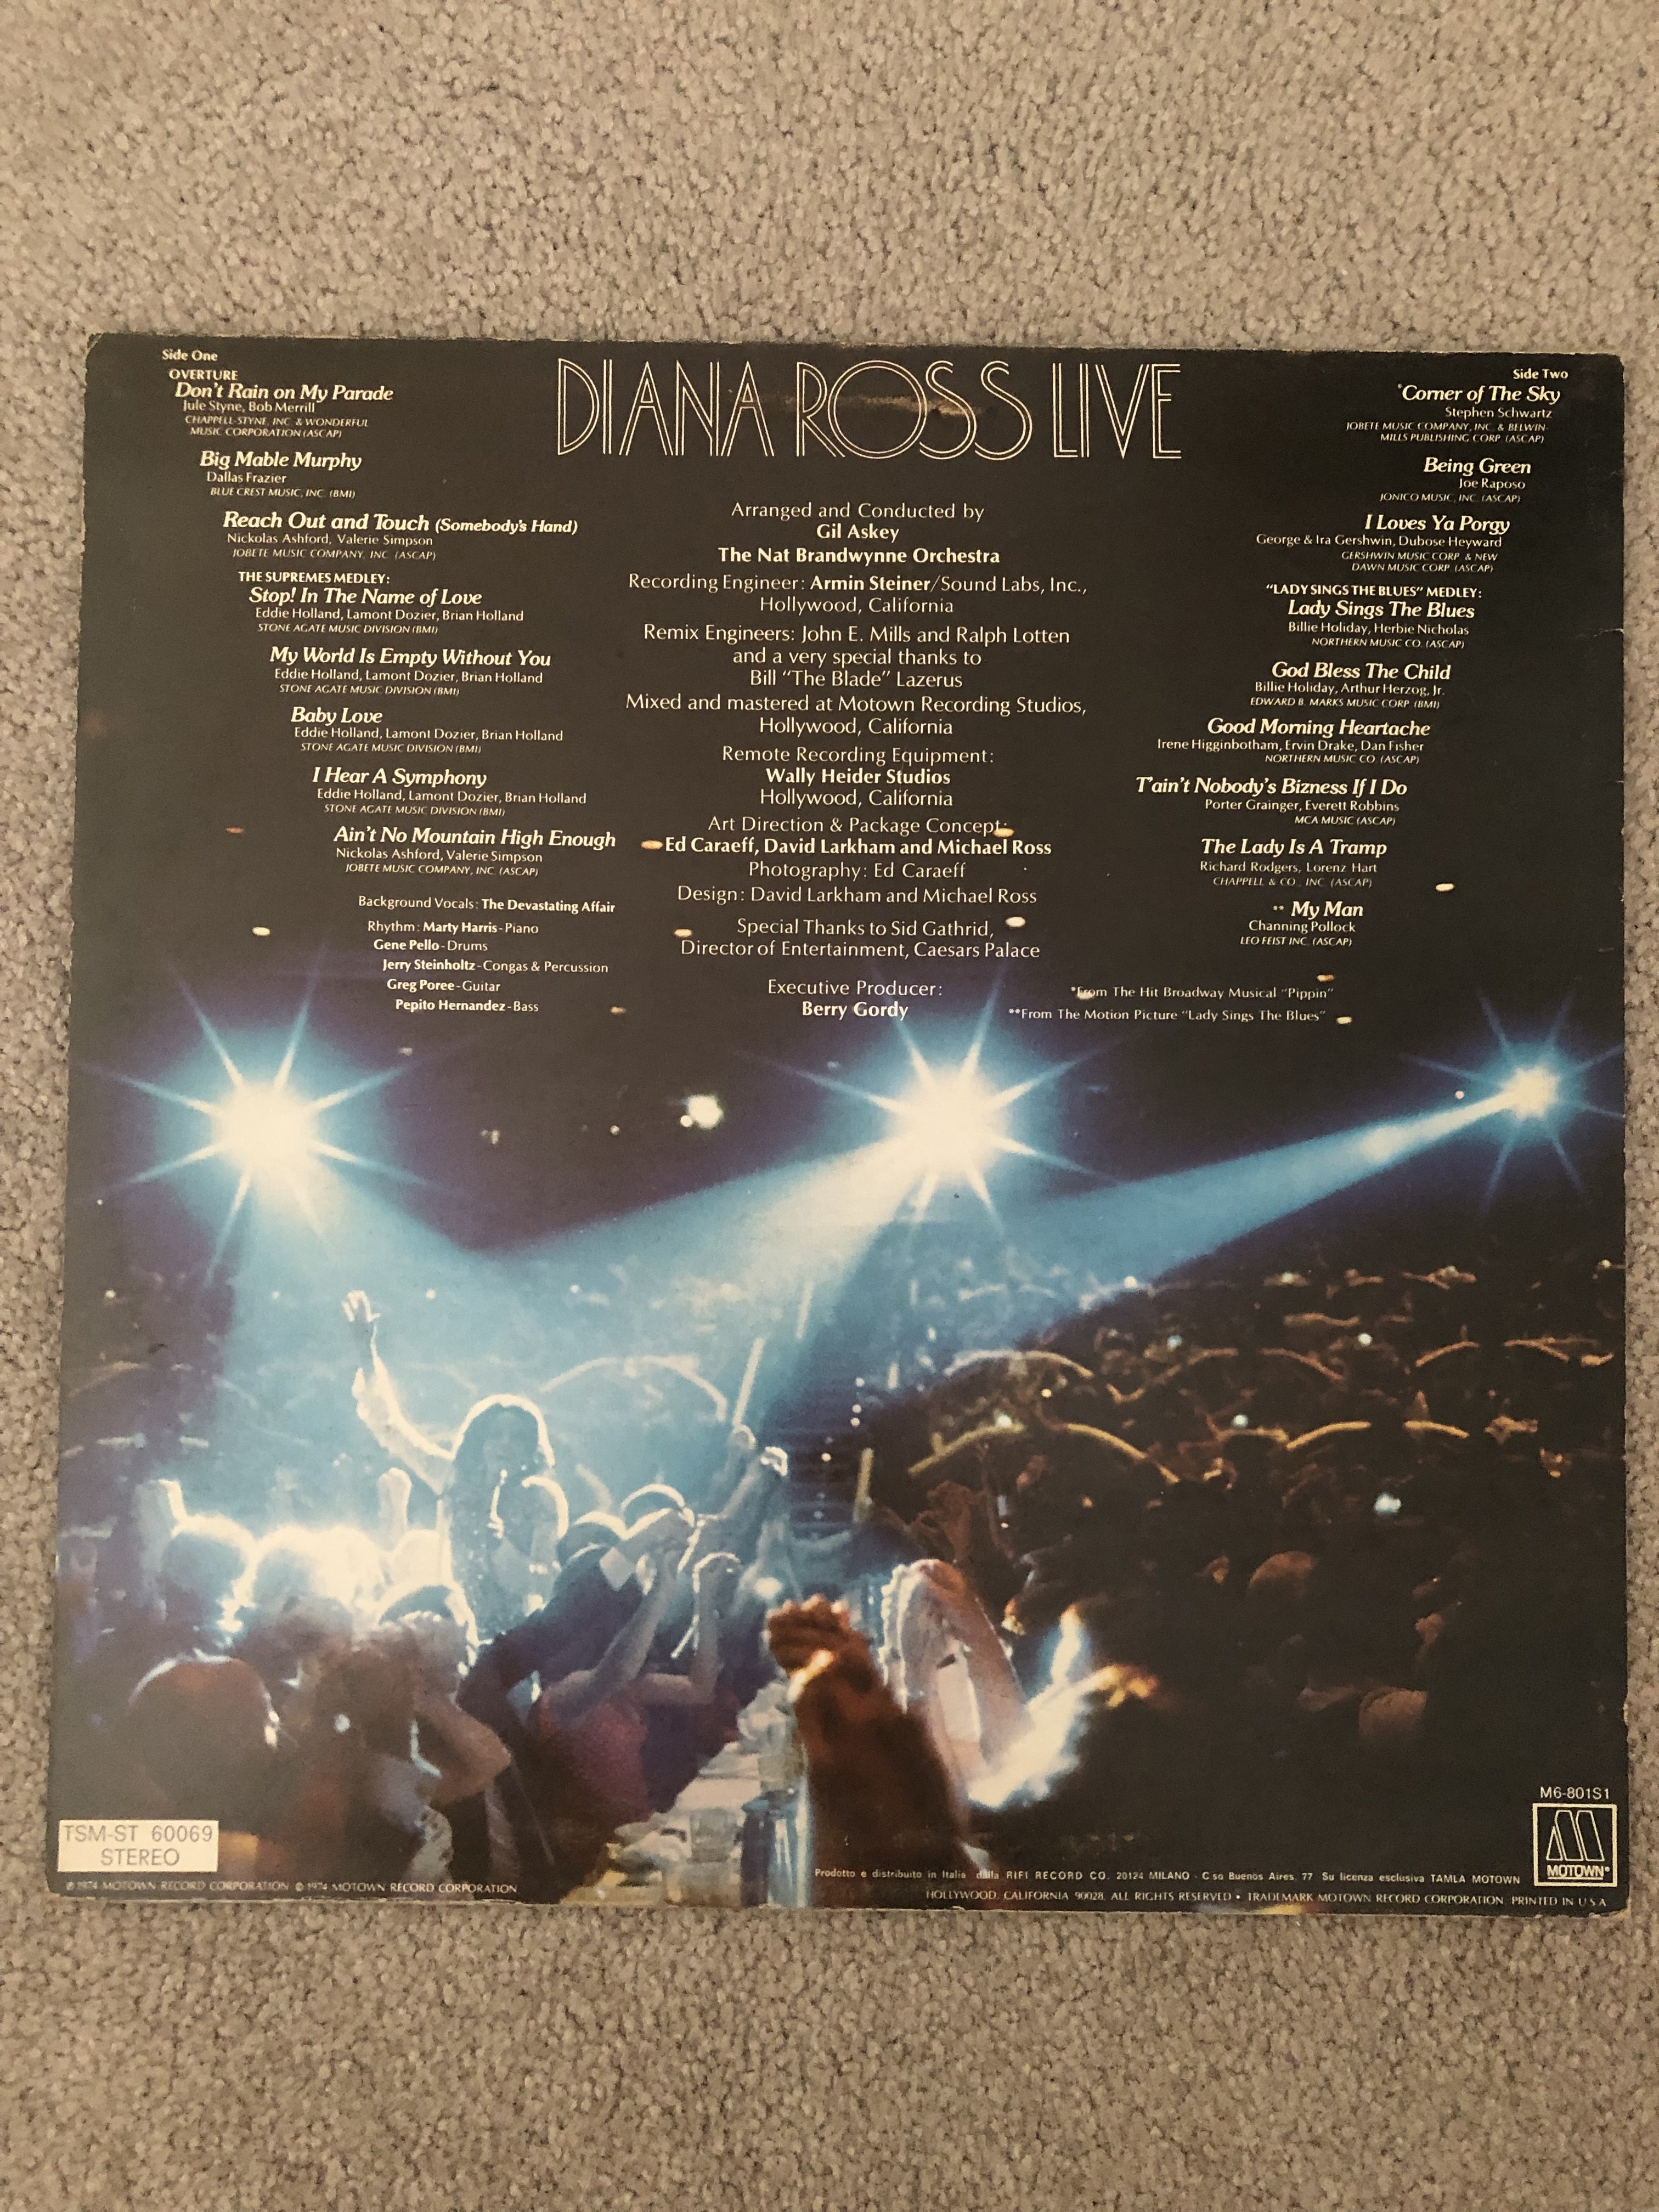 DIANA ROSS LIVE
Side One
OVERTURE
Don't Rain on My Parade
Jule Styne, Bob Merrill
CHAPPELL-STYNE, INC. & WONDERFUL
MUSIC CORPORATION (ASCAP)
Big Mable Murphy
Dallas Frazier
BLUE CREST MUSIC, INC. (BMI)
Reach Out and Touch (Somebody's Hand)
Nickolas Ashford, Valerie Simpson
JOBETE MUSIC COMPANY, INC. (ASCAP)
THE SUPREMES MEDLEY:
Stop! In The Name of Love
Eddie Holland, Lamont Dozier, Brian Holland
STONE AGATE MUSIC DIVISION (BMI)
My World Is Empty Without You
Eddie Holland, Lamont Dozier, Brian Holland
STONE AGATE MUSIC DIVISION (BMI)
Baby Love
Eddie Holland, Lamont Dozier, Brian Holland
STONE AGATE MUSIC DIVISION (BMI)
I Hear A Symphony
Eddie Holland, Lamont Dozier, Brian Holland
STONE AGATE MUSIC DIVISION (BMI)
Ain't No Mountain High Enough
Nickolas Ashford, Valerie Simpson
JOBETE MUSIC COMPANY, INC. (ASCAP)
Background Vocals: The Devastating Affair
Rhythm: Marty Harris-Piano
Gene Pello-Drums
Jerry Steinholtz-Congas & Percussion
Greg Poree-Guitar
Pepito Hernandez-Bass
Arranged and Conducted by
Gil Askey
The Nat Brandwynne Orchestra
Recording Engineer: Armin Steiner/Sound Labs, Inc.,
Hollywood, California
Remix Engineers: John E. Mills and Ralph Lotten
and a very special thanks to
Bill "The Blade" Lazerus
Mixed and mastered at Motown Recording Studios,
Hollywood, California
Remote Recording Equipment:
Wally Heider Studios
Hollywood, California
Art Direction & Package Concept:
Ed Caraeff, David Larkham and Michael Ross
Photography: Ed Caraeff
Design: David Larkham and Michael Ross
Special Thanks to Sid Gathrid,
Director of Entertainment, Caesars Palace
Executive Producer:
Berry Gordy
Side Two
*Corner of The Sky
Stephen Schwartz
JOBETE MUSIC COMPANY, INC. & BELWIN-
MILLS PUBLISHING CORP. (ASCAP)
Being Green
Joe Raposo
JONICO MUSIC, INC. (ASCAP)
I Loves Ya Porgy
George & Ira Gershwin, Dubose Heyward
GERSHWIN MUSIC CORP. & NEW
DAWN MUSIC CORP. (ASCAP)
"LADY SINGS THE BLUES" MEDLEY:
Lady Sings The Blues
Billie Holiday, Herbie Nicholas
NORTHERN MUSIC CO. (ASCAP)
God Bless The Child
Billie Holiday, Arthur Herzog, Jr.
EDWARD B. MARKS MUSIC CORP. (BMI)
Good Morning Heartache
Irene Higginbotham, Ervin Drake, Dan Fisher
NORTHERN MUSIC CO. (ASCAP)
T'ain't Nobody's Bizness If I Do
Porter Grainger, Everett Robbins
MCA MUSIC (ASCAP)
The Lady Is A Tramp
Richard Rodgers, Lorenz Hart
CHAPPELL & CO., INC. (ASCAP)
** My Man
Channing Pollock
LEO FEIST INC. (ASCAP)
*From The Hit Broadway Musical "Pippin"
**From The Motion Picture "Lady Sings The Blues"
TSM-ST 60069
STEREO
M6-801S1
MOTOWN®
℗ 1974 MOTOWN RECORD CORPORATION © 1974 MOTOWN RECORD CORPORATION
Prodotto e distribuito in Italia dalla RIFI RECORD CO. 20124 MILANO - C.so Buenos Aires, 77 Su licenza esclusiva TAMLA MOTOWN
HOLLYWOOD, CALIFORNIA 90028. ALL RIGHTS RESERVED • TRADEMARK MOTOWN RECORD CORPORATION PRINTED IN U.S.A.